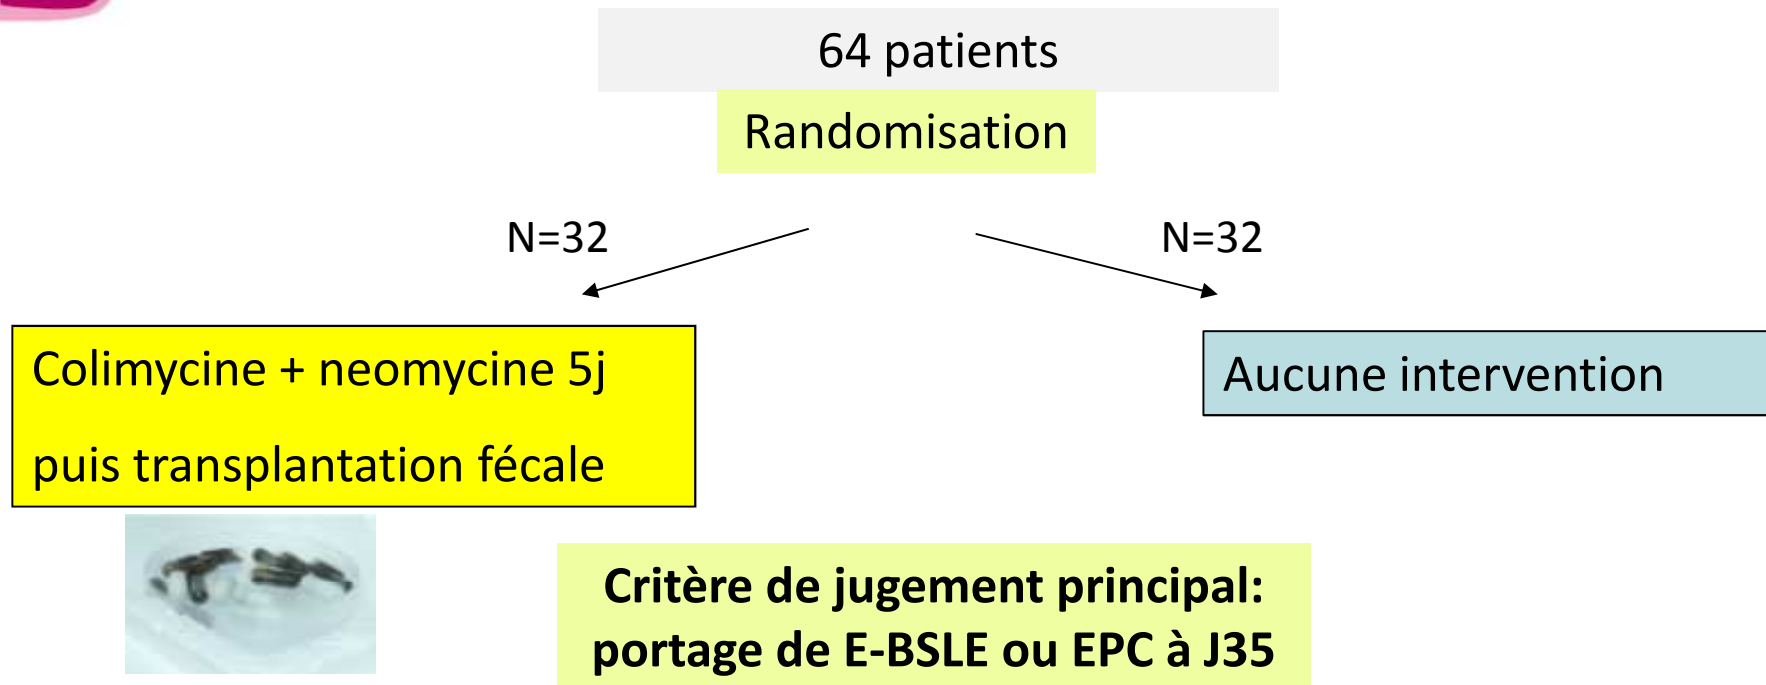 64 patients
Randomisation
N=32
N=32
Colimycine + neomycine 5j
puis transplantation fécale
Aucune intervention
Critère de jugement principal:
portage de E-BSLE ou EPC à J35